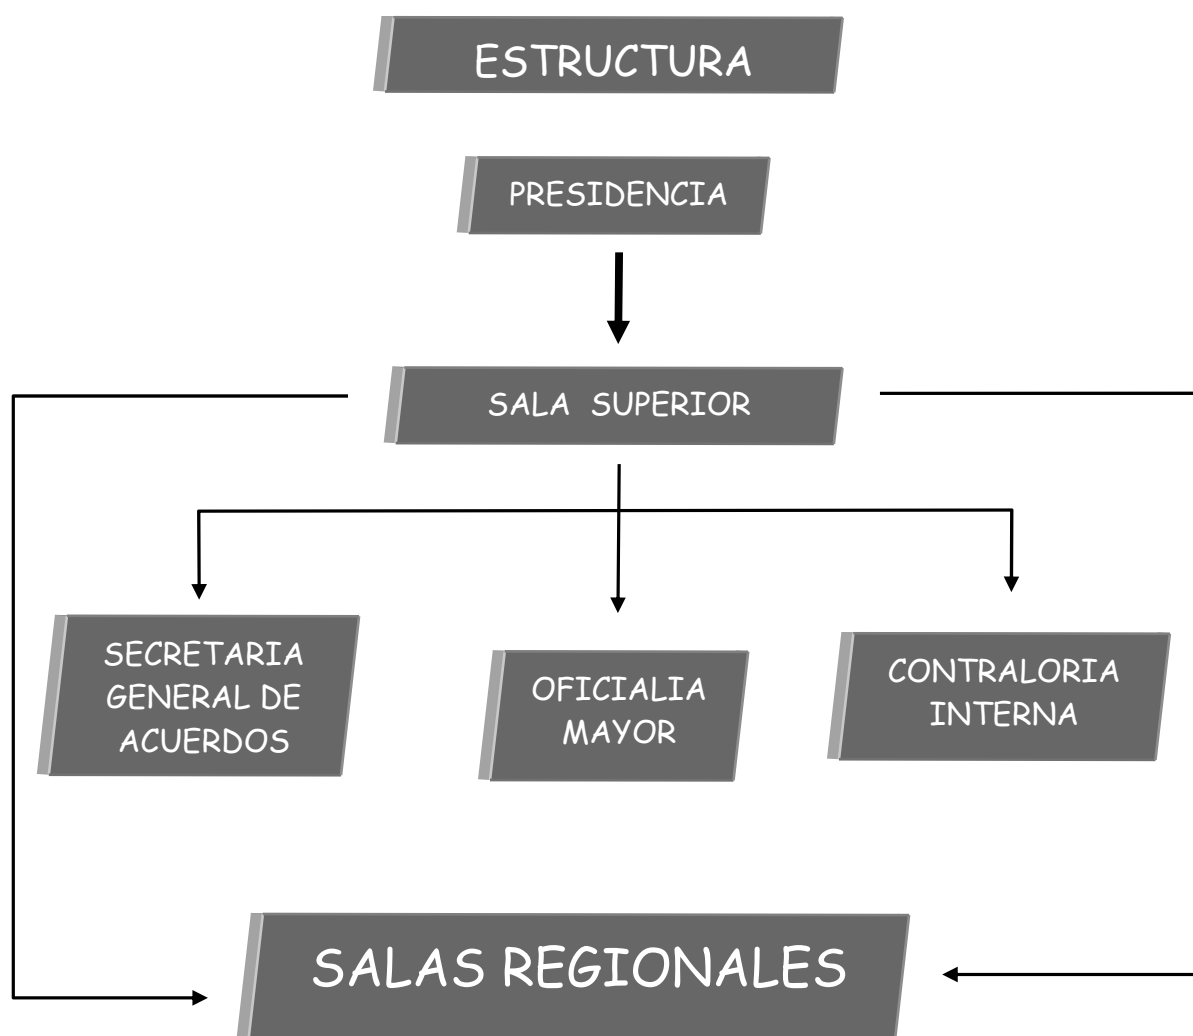 ESTRUCTURA
PRESIDENCIA
SALA SUPERIOR
SECRETARIA
GENERAL DE
ACUERDOS
OFICIALIA
MAYOR
CONTRALORIA
INTERNA
SALAS REGIONALES